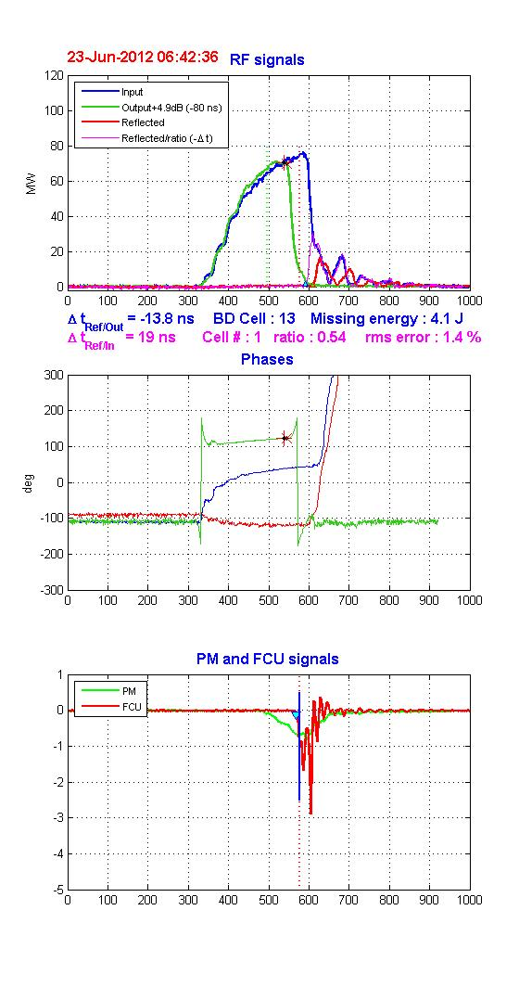 23-Jun-2012 06:42:36 RF signals
120
100
80
60
40
20
0
MW
Input
Output+4.9dB (-80 ns)
Reflected
Reflected/ratio (-Δ t)
0 100 200 300 400 500 600 700 800 900 1000
Δ t Ref/Out = -13.8 ns BD Cell : 13 Missing energy : 4.1 J
Δ t Ref/In = 19 ns Cell # : 1 ratio : 0.54 rms error : 1.4 %
Phases
300
200
100
0
-100
-200
-300
deg
0 100 200 300 400 500 600 700 800 900 1000
PM and FCU signals
1
0
-1
-2
-3
-4
-5
PM
FCU
0 100 200 300 400 500 600 700 800 900 1000